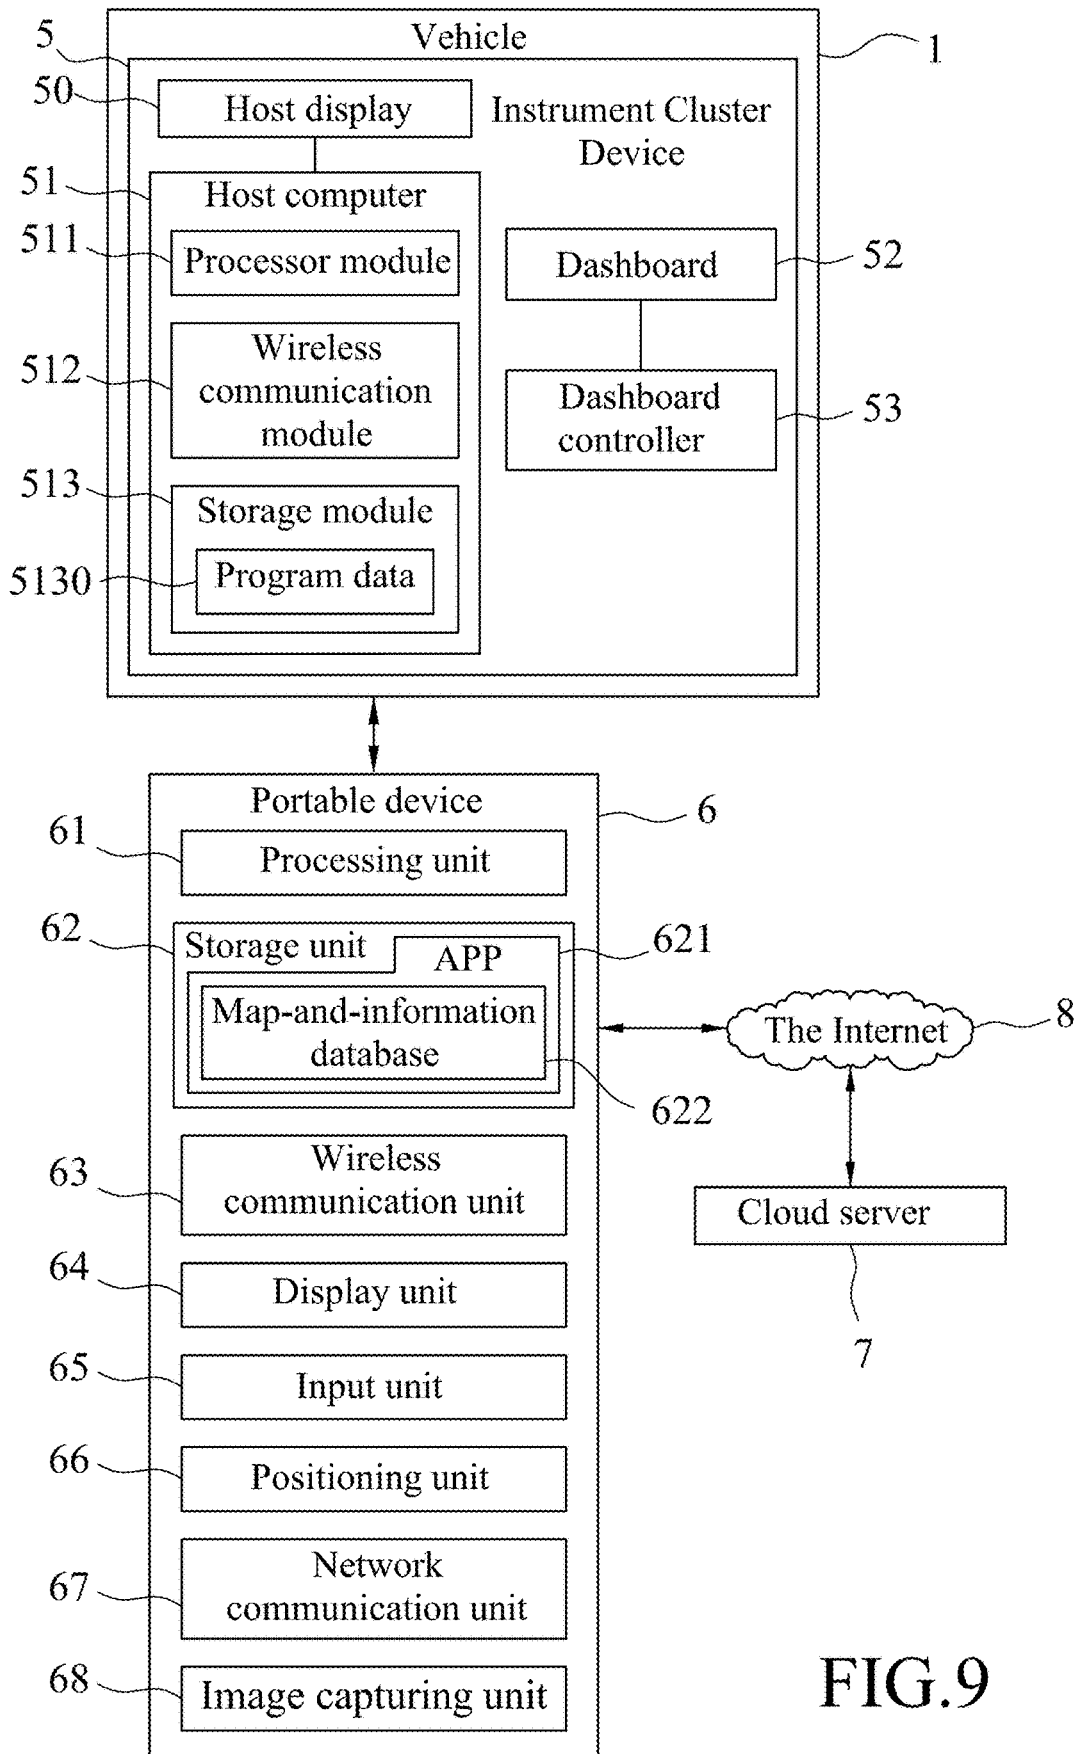 Vehicle
1
5
50
Host display
Instrument Cluster
Device
51
Host computer
511
Processor module
Dashboard
52
512
Wireless
communication
module
Dashboard
controller
53
513
Storage module
5130
Program data
Portable device
6
61
Processing unit
62
Storage unit
APP
621
Map-and-information
database
622
The Internet
8
63
Wireless
communication unit
Cloud server
7
64
Display unit
65
Input unit
66
Positioning unit
67
Network
communication unit
68
Image capturing unit
FIG.9